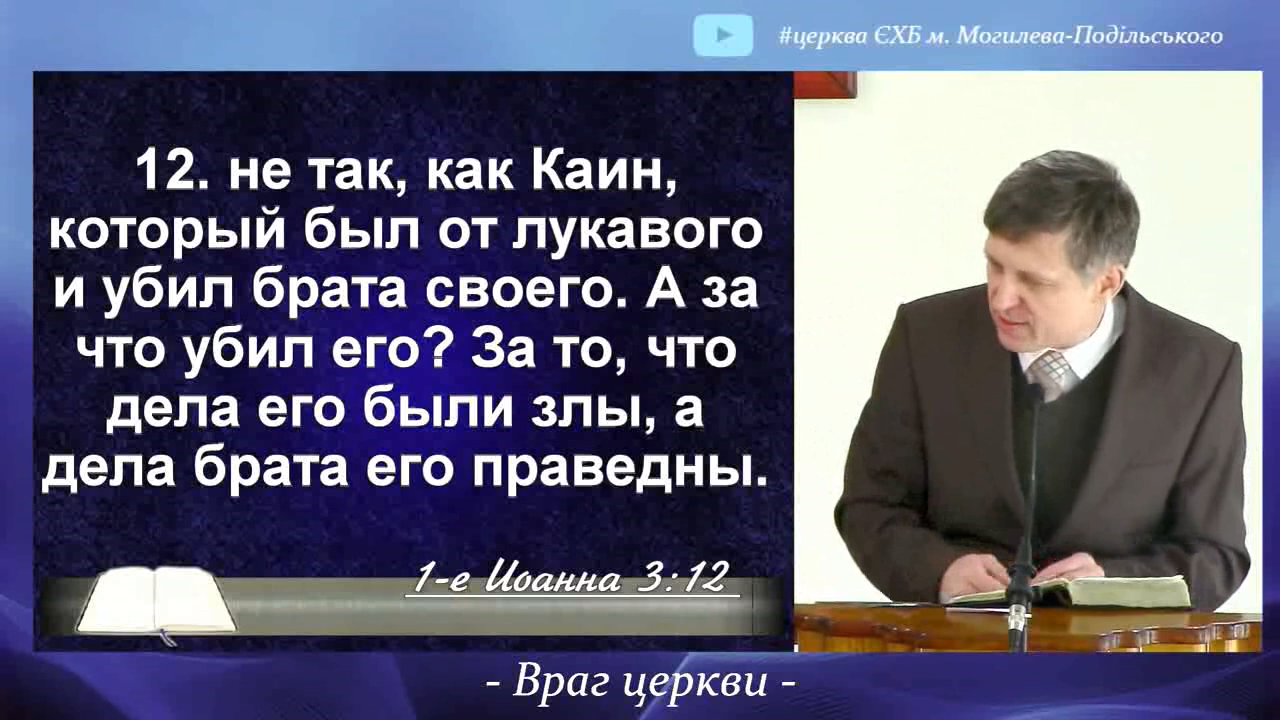 #церква ЄХБ м. Могилева-Подільського
12. не так, как Каин,
который был от лукавого
и убил брата своего. А за
что убил его? За то, что
дела его были злы, а
дела брата его праведны.
1-е Иоанна 3:12
- Враг церкви -